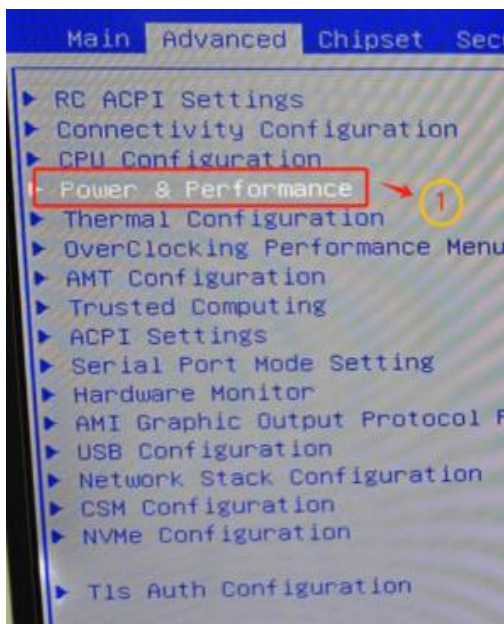 Main Advanced Chipset
RC ACPI Settings
Connectivity Configuration
CPU Configuration
Power & Performance
1
Thermal Configuration
OverClocking Performance Menu
AMT Configuration
Trusted Computing
ACPI Settings
Serial Port Mode Setting
Hardware Monitor
AMI Graphic Output Protocol
USB Configuration
Network Stack Configuration
CSM Configuration
NVMe Configuration
Tls Auth Configuration